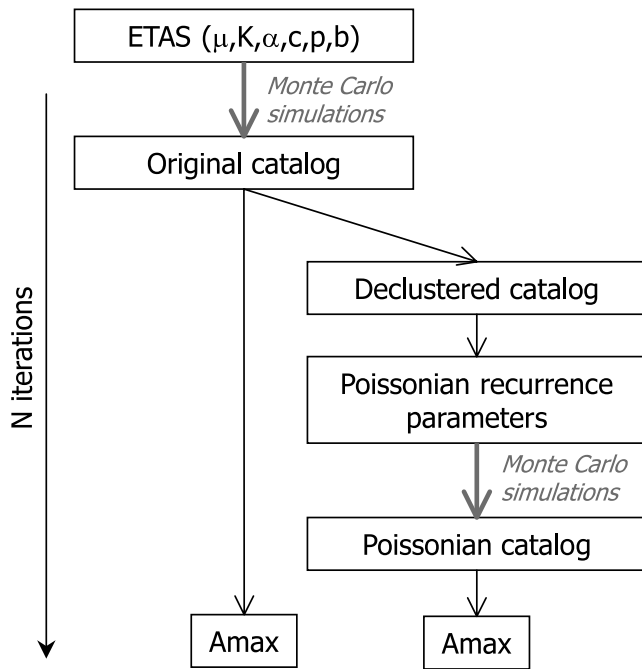 ETAS (μ,K,α,c,p,b)
Monte Carlo
simulations
Original catalog
Declustered catalog
Poissonian recurrence
parameters
Monte Carlo
simulations
Poissonian catalog
Amax
Amax
N iterations